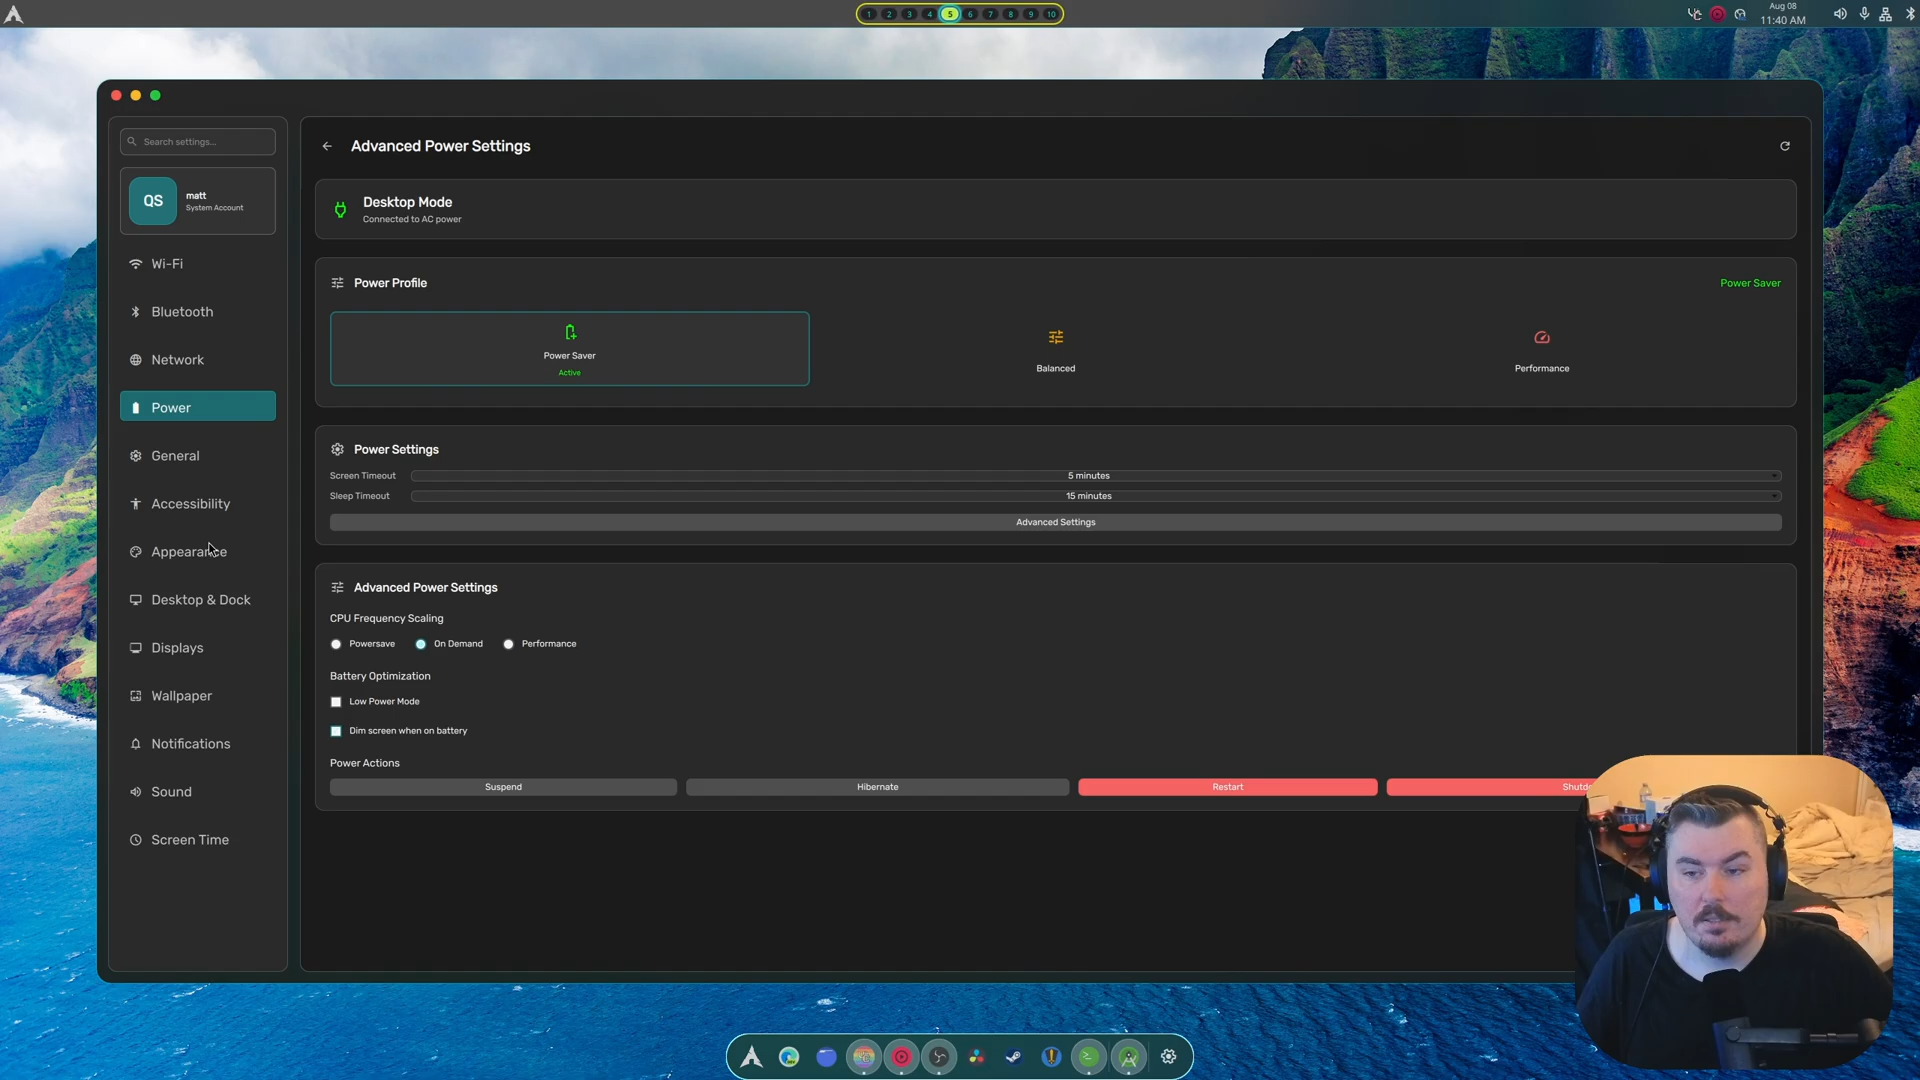 1 2 3 4 5 6 7 8 9 10
Aug 08
11:40 AM
Search settings...
QS
matt
System Account
Wi-Fi
Bluetooth
Network
Power
General
Accessibility
Appearance
Desktop & Dock
Displays
Wallpaper
Notifications
Sound
Screen Time
Advanced Power Settings
Desktop Mode
Connected to AC power
Power Profile
Power Saver
Power Saver
Active
Balanced
Performance
Power Settings
Screen Timeout
5 minutes
Sleep Timeout
15 minutes
Advanced Settings
Advanced Power Settings
CPU Frequency Scaling
Powersave
On Demand
Performance
Battery Optimization
Low Power Mode
Dim screen when on battery
Power Actions
Suspend
Hibernate
Restart